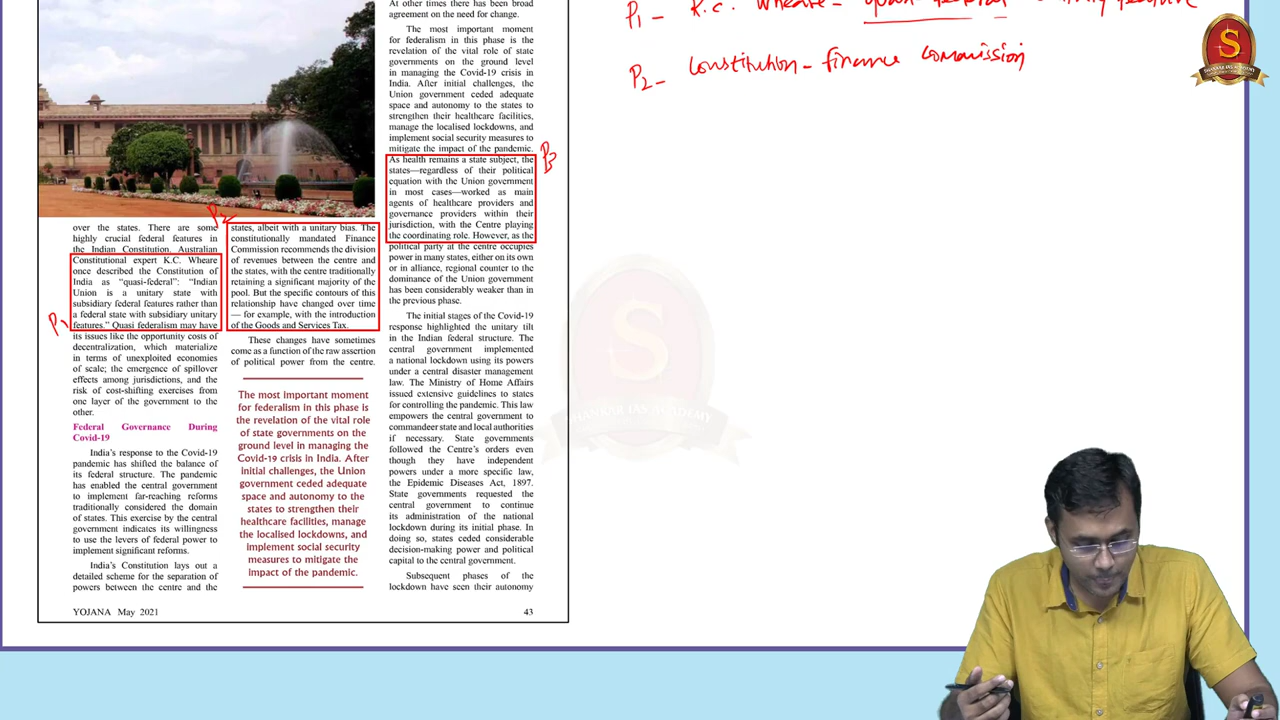 P1 - K.C. Wheare -
P2 - Constitution - finance commission
At other times there has been broad
agreement on the need for change.
The most important moment
for federalism in this phase is the
revelation of the vital role of state
governments on the ground level
in managing the Covid-19 crisis in
India. After initial challenges, the
Union government ceded adequate
space and autonomy to the states to
strengthen their healthcare facilities,
manage the localised lockdowns, and
implement social security measures to
mitigate the impact of the pandemic.
As health remains a state subject, the
states—regardless of their political
equation with the Union government
in most cases—worked as main
agents of healthcare providers and
governance providers within their
jurisdiction, with the Centre playing
the coordinating role. However, as the
political party at the centre occupies
power in many states, either on its own
or in alliance, regional counter to the
dominance of the Union government
has been considerably weaker than in
the previous phase.
The initial stages of the Covid-19
response highlighted the unitary tilt
in the Indian federal structure. The
central government implemented
a national lockdown using its powers
under a central disaster management
law. The Ministry of Home Affairs
issued extensive guidelines to states
for controlling the pandemic. This law
empowers the central government to
commandeer state and local authorities
if necessary. State governments
followed the Centre's orders even
though they have independent
powers under a more specific law,
the Epidemic Diseases Act, 1897.
State governments requested the
central government to continue
its administration of the national
lockdown during its initial phase. In
doing so, states ceded considerable
decision-making power and political
capital to the central government.
Subsequent phases of the
lockdown have seen their autonomy
over the states. There are some
highly crucial federal features in
the Indian Constitution. Australian
Constitutional expert K.C. Wheare
once described the Constitution of
India as "quasi-federal": "Indian
Union is a unitary state with
subsidiary federal features rather than
a federal state with subsidiary unitary
features." Quasi federalism may have
its issues like the opportunity costs of
decentralization, which materialize
in terms of unexploited economies
of scale; the emergence of spillover
effects among jurisdictions, and the
risk of cost-shifting exercises from
one layer of the government to the
other.
Federal Governance During
Covid-19
India's response to the Covid-19
pandemic has shifted the balance of
its federal structure. The pandemic
has enabled the central government
to implement far-reaching reforms
traditionally considered the domain
of states. This exercise by the central
government indicates its willingness
to use the levers of federal power to
implement significant reforms.
India's Constitution lays out a
detailed scheme for the separation of
powers between the centre and the
states, albeit with a unitary bias. The
constitutionally mandated Finance
Commission recommends the division
of revenues between the centre and
the states, with the centre traditionally
retaining a significant majority of the
pool. But the specific contours of this
relationship have changed over time
— for example, with the introduction
of the Goods and Services Tax.
These changes have sometimes
come as a function of the raw assertion
of political power from the centre.
The most important moment
for federalism in this phase is
the revelation of the vital role
of state governments on the
ground level in managing the
Covid-19 crisis in India. After
initial challenges, the Union
government ceded adequate
space and autonomy to the
states to strengthen their
healthcare facilities, manage
the localised lockdowns, and
implement social security
measures to mitigate the
impact of the pandemic.
P1
P2
P3
YOJANA May 2021
43
SHANKAR IAS ACADEMY